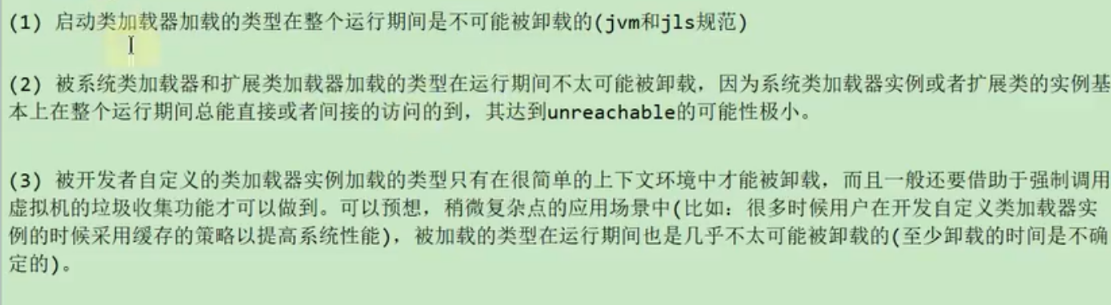 (1) 启动类加载器加载的类型在整个运行期间是不可能被卸载的(jvm和jls规范)
(2) 被系统类加载器和扩展类加载器加载的类型在运行期间不太可能被卸载，因为系统类加载器实例或者扩展类的实例基
本上在整个运行期间总能直接或者间接的访问的到，其达到unreachable的可能性极小。
(3) 被开发者自定义的类加载器实例加载的类型只有在很简单的上下文环境中才能被卸载，而且一般还要借助于强制调用
虚拟机的垃圾收集功能才可以做到。可以预想，稍微复杂点的应用场景中(比如：很多时候用户在开发自定义类加载器实
例的时候采用缓存的策略以提高系统性能)，被加载的类型在运行期间也是几乎不太可能被卸载的(至少卸载的时间是不确
定的)。